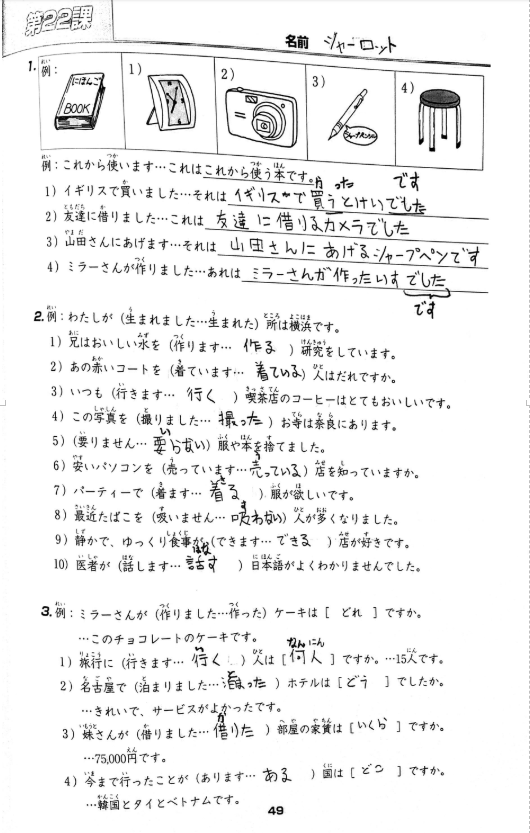 第22課
名前 シャーロット
1.
例：
1)
2)
3)
4)
にほんご
BOOK
シャープペンシル
例：これから使います…これはこれから使う本です。
1) イギリスで買いました…それは イギリスで買うとけいでした
った です
2) 友達に借りました…これは 友達に借りるカメラでした
3) 山田さんにあげます…それは 山田さんにあげるシャープペンです
4) ミラーさんが作りました…あれは ミラーさんが作ったいすでした
です
2. 例：わたしが（生まれました…生まれた）所は横浜です。
1) 兄はおいしい水を（作ります… 作る ）研究をしています。
2) あの赤いコートを（着ています… 着ている）人はだれですか。
3) いつも（行きます… 行く ）喫茶店のコーヒーはとてもおいしいです。
4) この写真を（撮りました… 撮った ）お寺は奈良にあります。
5)（要りません… 要らない）服や本を捨てました。
6) 安いパソコンを（売っています…売っている）店を知っていますか。
7) パーティーで（着ます… 着る ）服が欲しいです。
8) 最近たばこを（吸いません… 吸わない）人が多くなりました。
9) 静かで、ゆっくり食事が（できます… できる ）店が好きです。
10) 医者が（話します… 話す ）日本語がよくわかりませんでした。
3. 例：ミラーさんが（作りました…作った）ケーキは［ どれ ］ですか。
…このチョコレートのケーキです。
1) 旅行に（行きます… 行く ）人は［ 何人 ］ですか。…15人です。
2) 名古屋で（泊まりました… 泊まった ）ホテルは［ どう ］でしたか。
…きれいで、サービスがよかったです。
3) 妹さんが（借りました… 借りた ）部屋の家賃は［ いくら ］ですか。
…75,000円です。
4) 今まで行ったことが（あります… ある ）国は［ どこ ］ですか。
…韓国とタイとベトナムです。
49